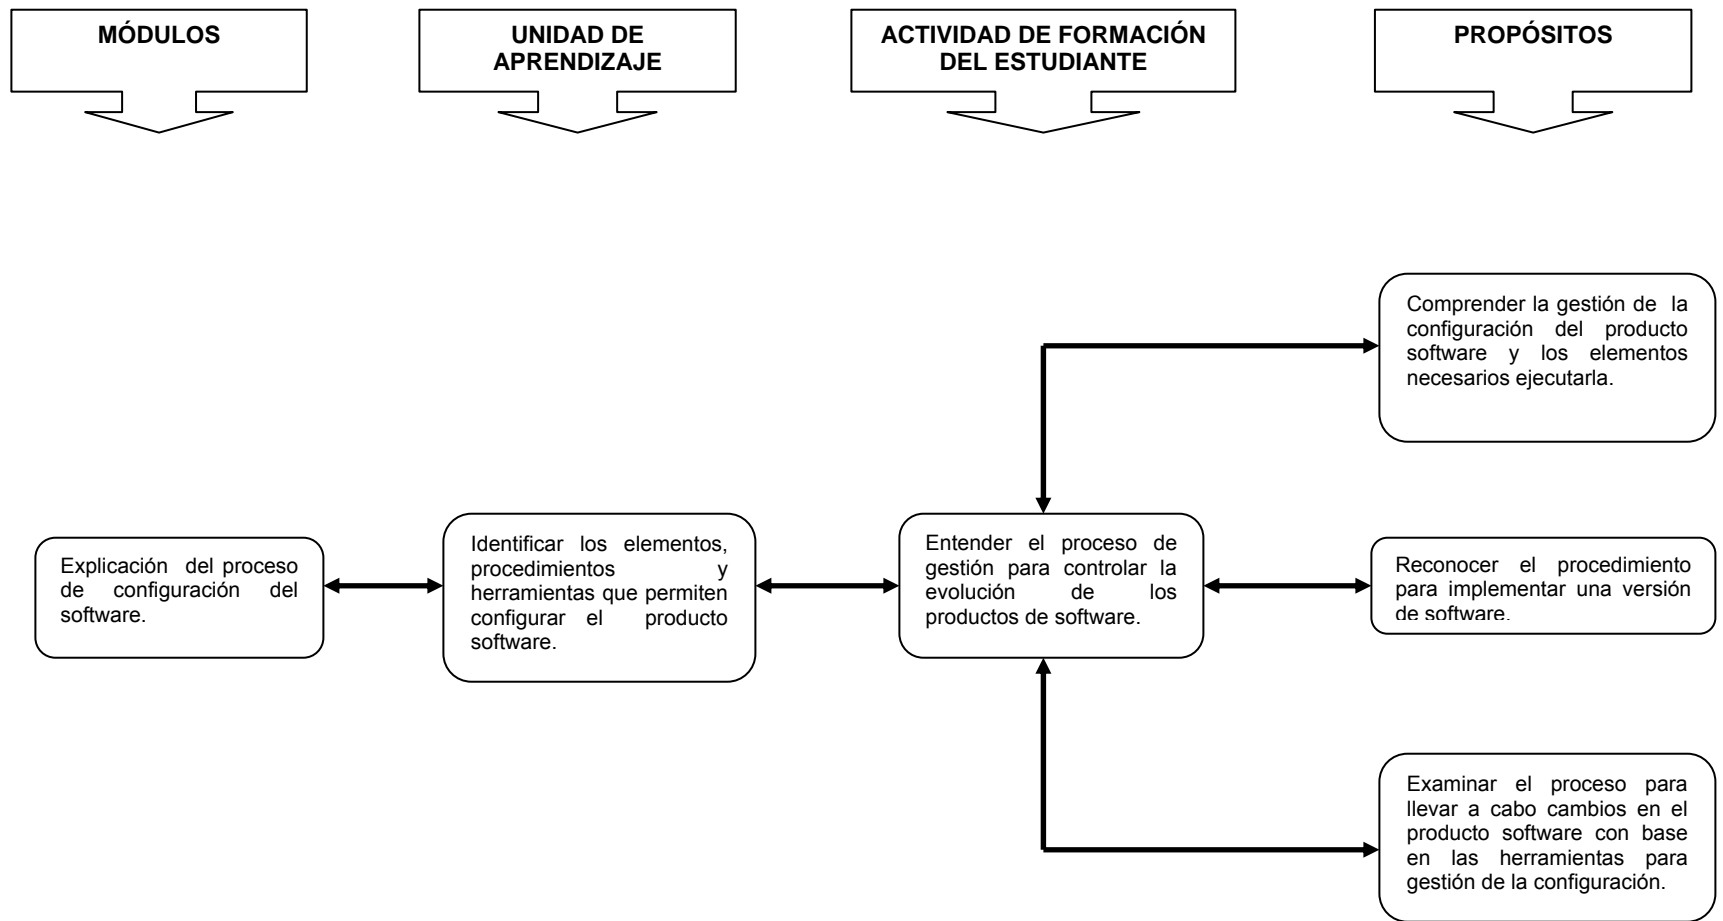 MÓDULOS
UNIDAD DE
APRENDIZAJE
ACTIVIDAD DE FORMACIÓN
DEL ESTUDIANTE
PROPÓSITOS
Explicación del proceso
de configuración del
software.
Identificar los elementos,
procedimientos y
herramientas que permiten
configurar el producto
software.
Entender el proceso de
gestión para controlar la
evolución de los
productos de software.
Comprender la gestión de la
configuración del producto
software y los elementos
necesarios ejecutarla.
Reconocer el procedimiento
para implementar una versión
de software.
Examinar el proceso para
llevar a cabo cambios en el
producto software con base
en las herramientas para
gestión de la configuración.